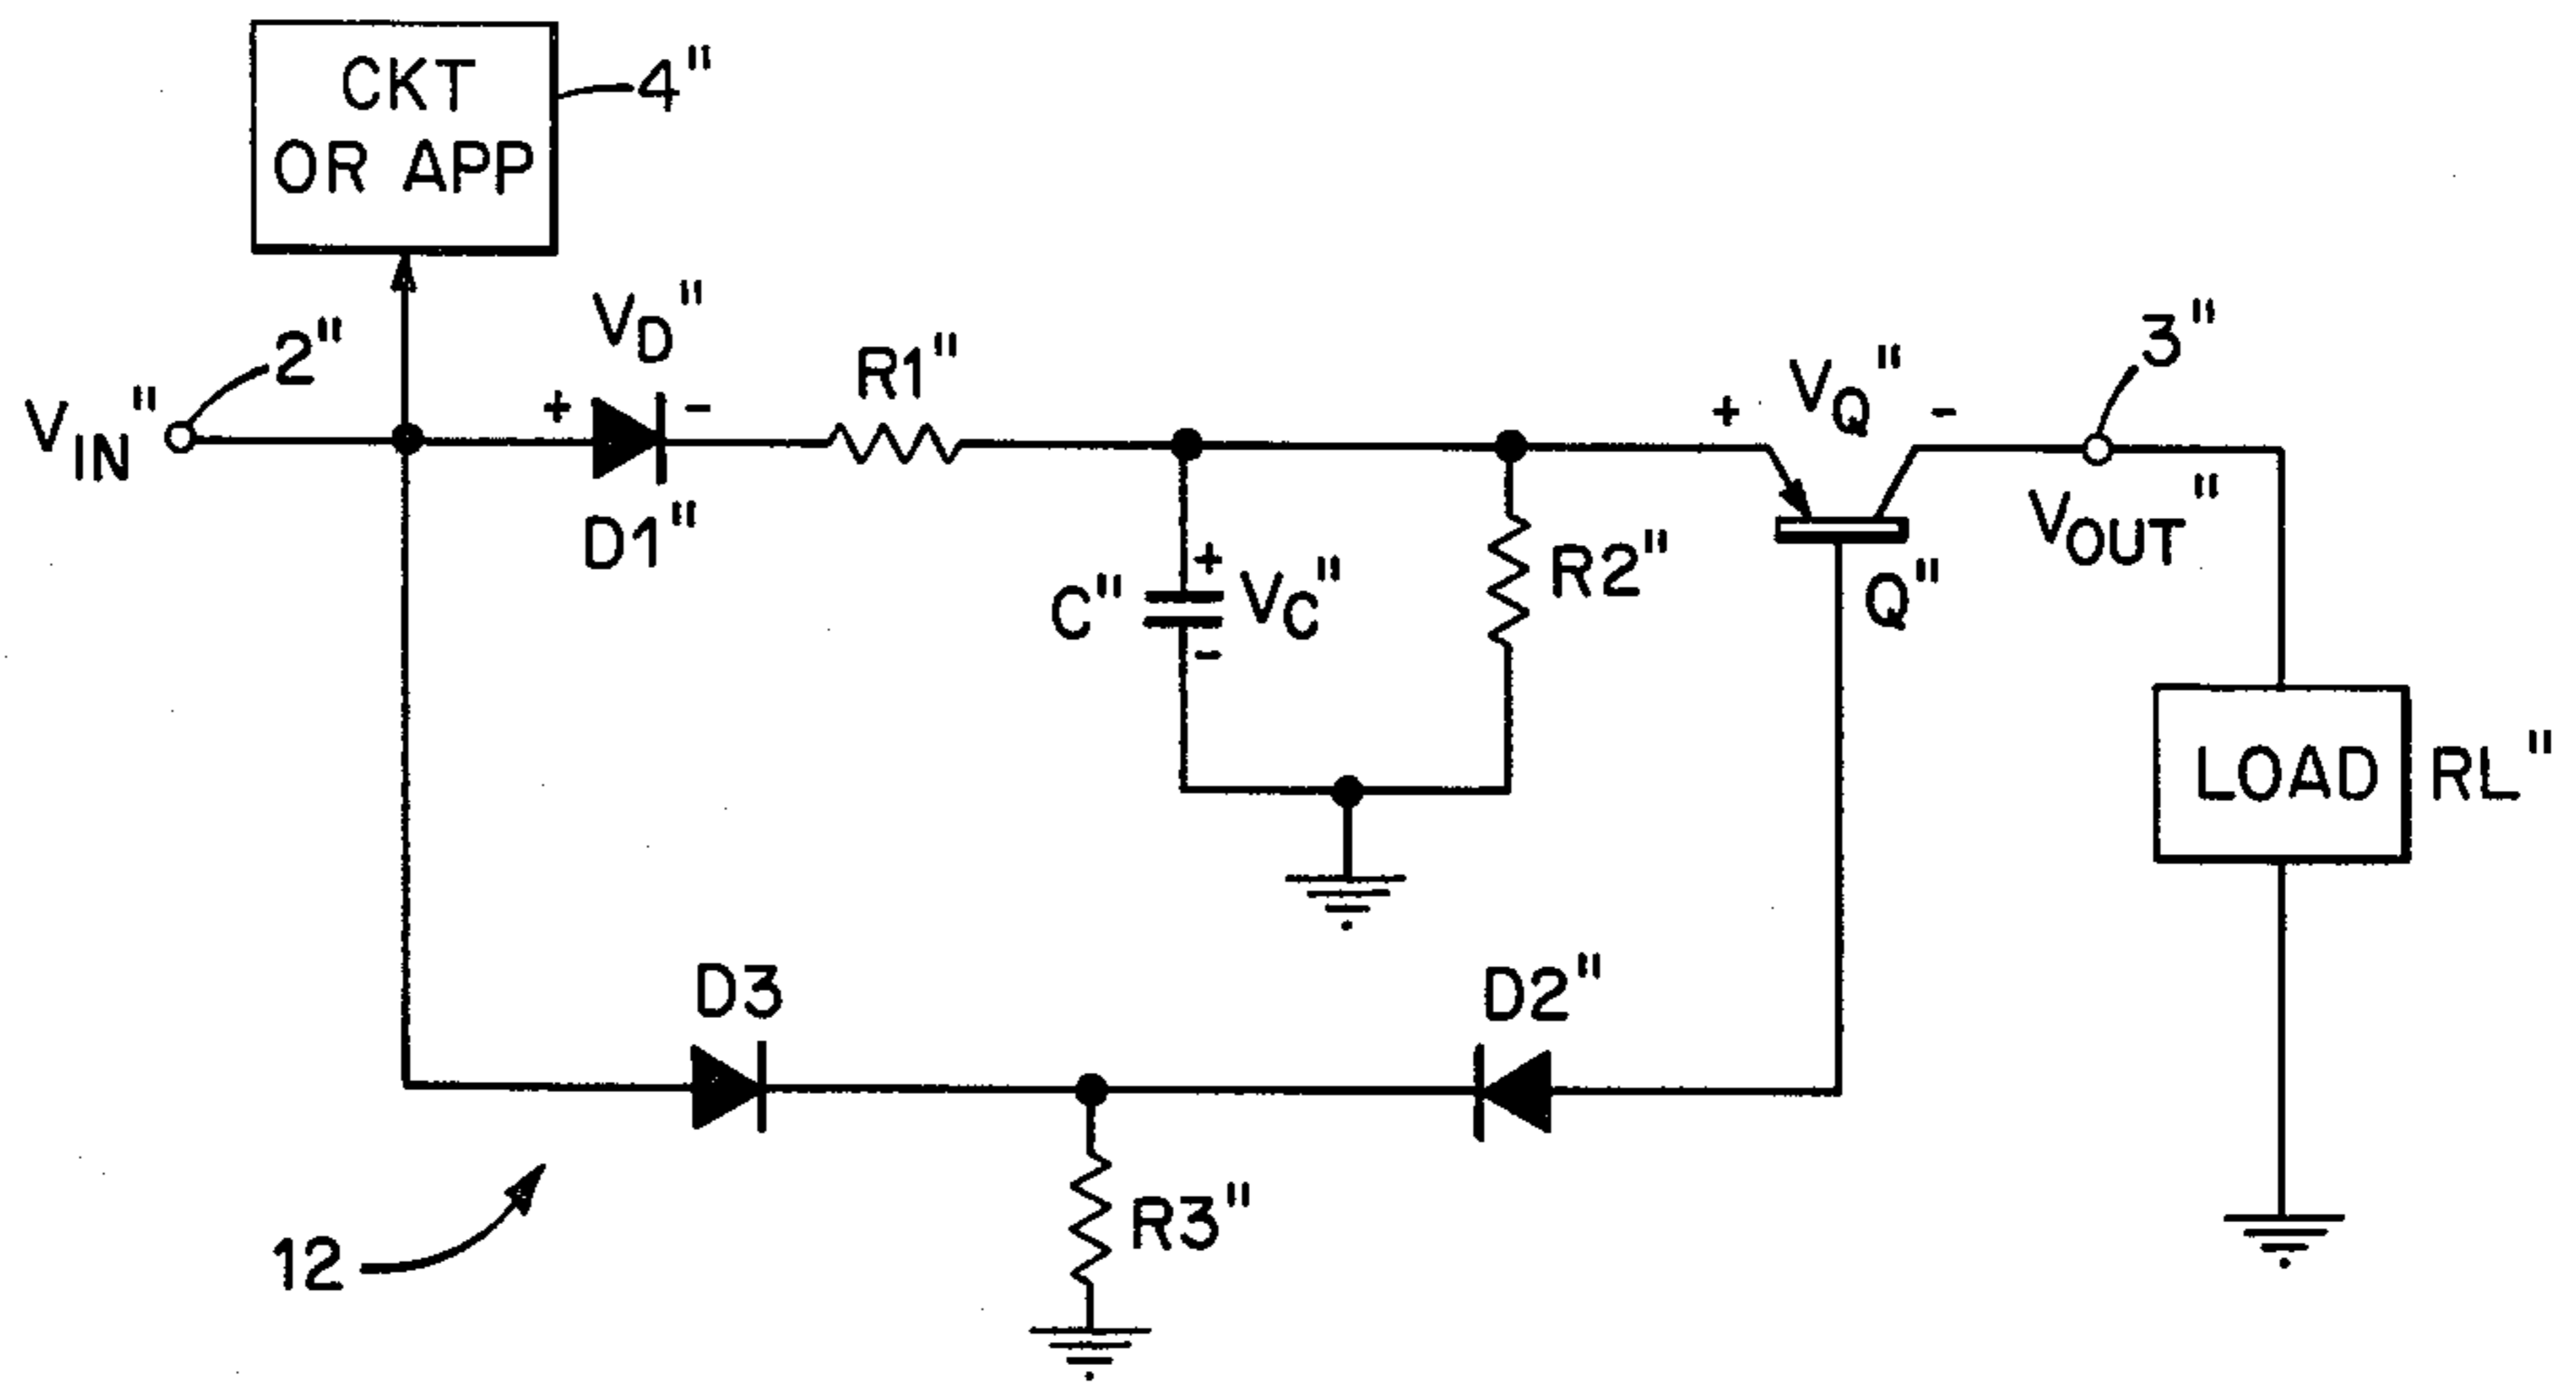 CKT
OR APP
4"
2"
VIN"
+ VD" -
D1"
R1"
+ VQ" -
3"
VOUT"
C"
+
VC"
-
R2"
Q"
LOAD
RL"
D3
D2"
R3"
12